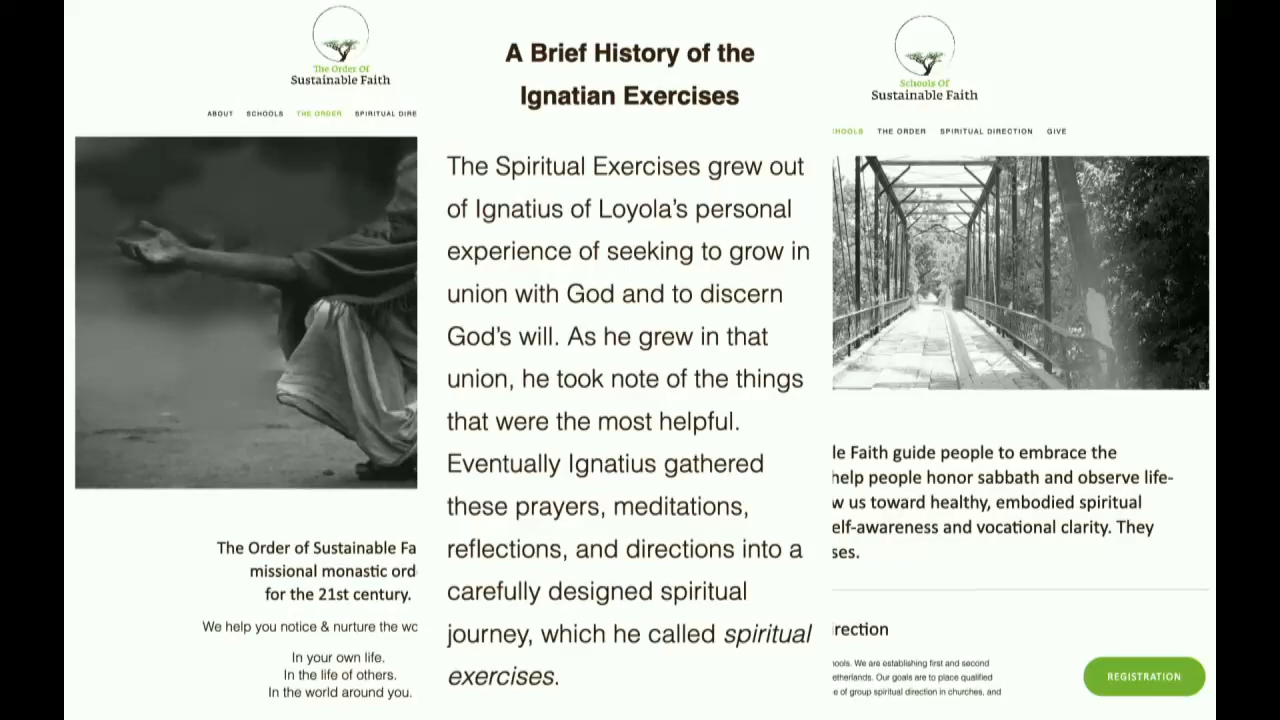 The Order Of
Sustainable Faith
ABOUT SCHOOLS THE ORDER SPIRITUAL DIRE
The Order of Sustainable Fa
missional monastic ord
for the 21st century.
We help you notice & nurture the wo
In your own life.
In the life of others.
In the world around you.
A Brief History of the
Ignatian Exercises
The Spiritual Exercises grew out
of Ignatius of Loyola's personal
experience of seeking to grow in
union with God and to discern
God's will. As he grew in that
union, he took note of the things
that were the most helpful.
Eventually Ignatius gathered
these prayers, meditations,
reflections, and directions into a
carefully designed spiritual
journey, which he called spiritual
exercises.
Schools Of
Sustainable Faith
HOOLS THE ORDER SPIRITUAL DIRECTION GIVE
le Faith guide people to embrace the
help people honor sabbath and observe life-
w us toward healthy, embodied spiritual
elf-awareness and vocational clarity. They
ses.
irection
hools. We are establishing first and second
etherlands. Our goals are to place qualified
e of group spiritual direction in churches, and
REGISTRATION